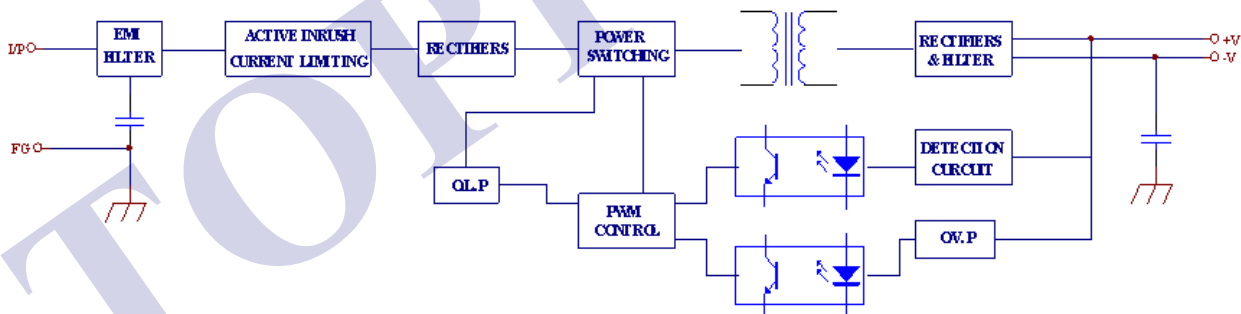 I/P
EMI
FILTER
ACTIVE INRUSH
CURRENT LIMITING
RECTIFIERS
POWER
SWITCHING
RECTIFIERS
& FILTER
+V
-V
FG
O.L.P
PWM
CONTROL
DETECTION
CIRCUIT
O.V.P
TOP